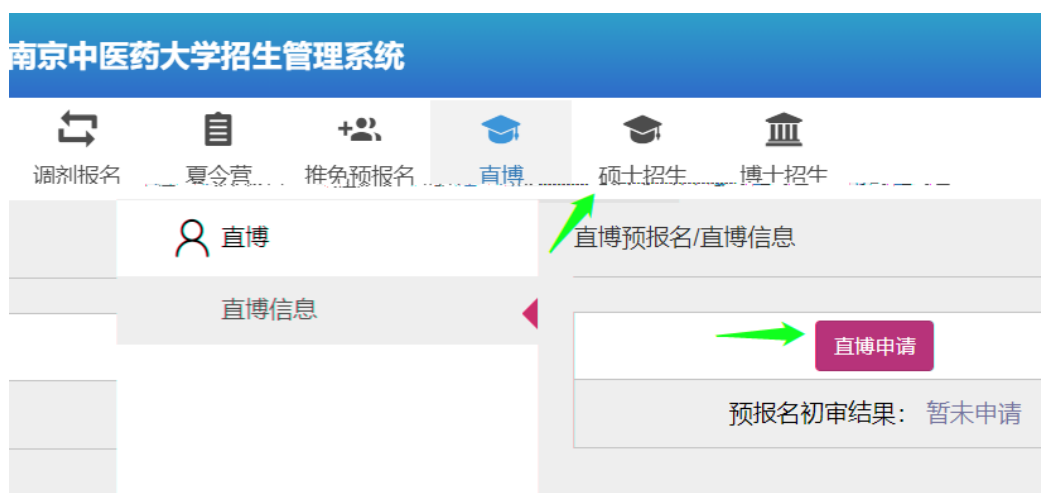 南京中医药大学招生管理系统
调剂报名 夏令营 推免预报名 直博 硕士招生 博士招生
直博
直博预报名/直博信息
直博信息
直博申请
预报名初审结果： 暂未申请